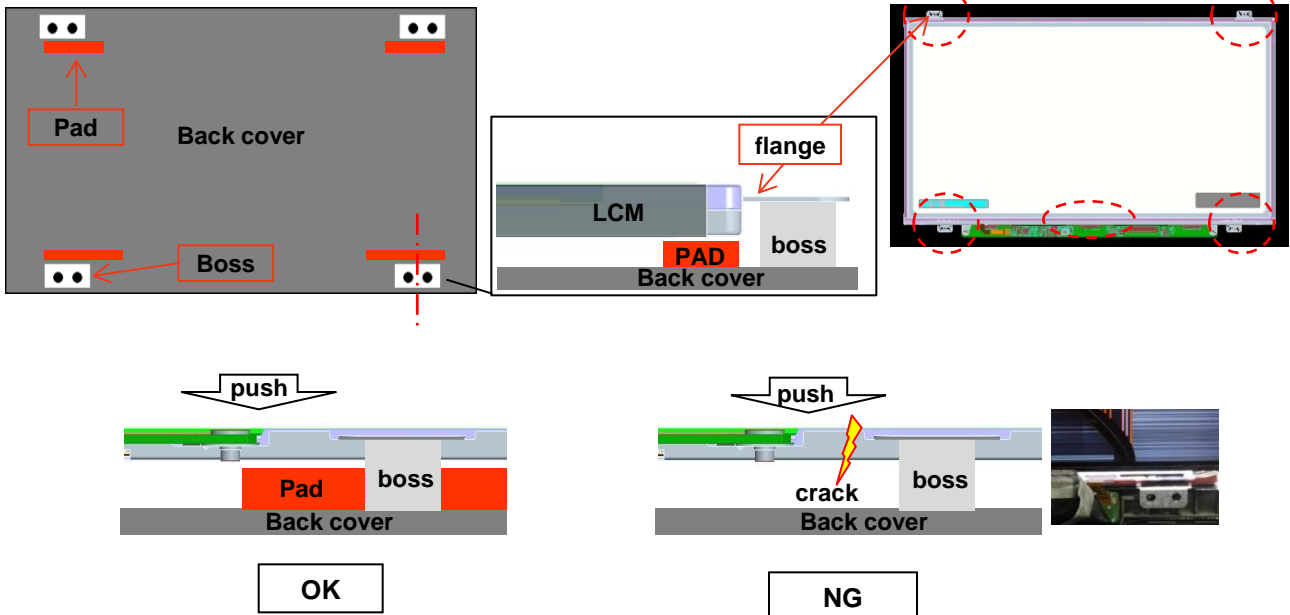 Pad
Back cover
Boss
flange
LCM
PAD
boss
Back cover
push
Pad
boss
Back cover
OK
push
crack
boss
Back cover
NG